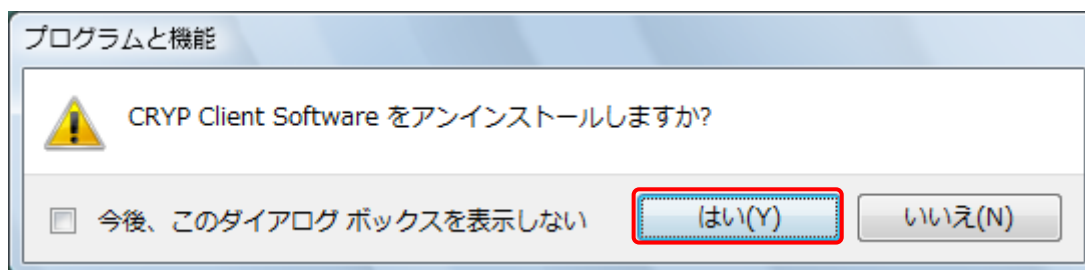 プログラムと機能
CRYP Client Software をアンインストールしますか?
今後、このダイアログ ボックスを表示しない
はい(Y)
いいえ(N)